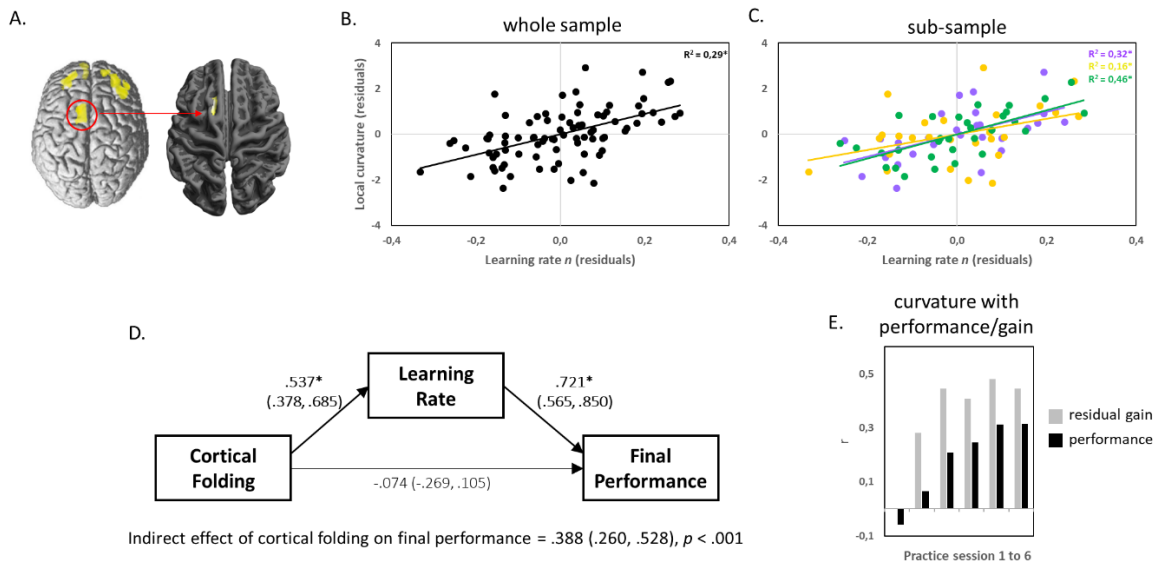 A.
B.
whole sample
R² = 0,29*
4
2
0
-2
-4
Local curvature (residuals)
-0,4
-0,2
0,0
0,2
0,4
Learning rate n (residuals)
C.
sub-sample
R² = 0,32*
R² = 0,16*
R² = 0,46*
4
2
0
-2
-4
-0,4
-0,2
0,0
0,2
0,4
Learning rate n (residuals)
D.
.537*
(.378, .685)
Learning
Rate
.721*
(.565, .850)
Cortical
Folding
Final
Performance
-.074 (-.269, .105)
Indirect effect of cortical folding on final performance = .388 (.260, .528), p < .001
E.
curvature with
performance/gain
0,5
0,3
0,1
-0,1
r
residual gain
performance
Practice session 1 to 6